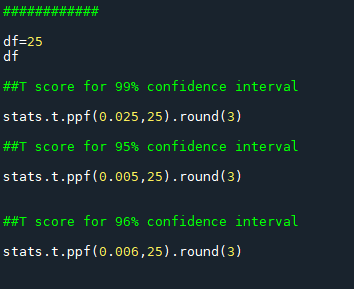 ############
df=25
df
##T score for 99% confidence interval
stats.t.ppf(0.025,25).round(3)
##T score for 95% confidence interval
stats.t.ppf(0.005,25).round(3)
##T score for 96% confidence interval
stats.t.ppf(0.006,25).round(3)